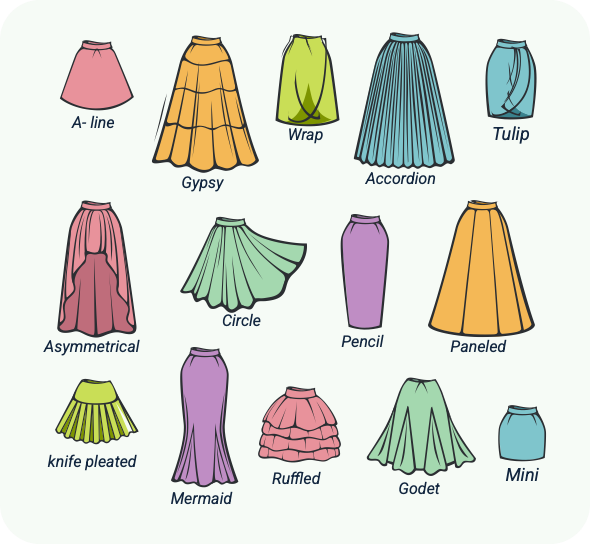 A- line
Gypsy
Wrap
Accordion
Tulip
Asymmetrical
Circle
Pencil
Paneled
knife pleated
Mermaid
Ruffled
Godet
Mini